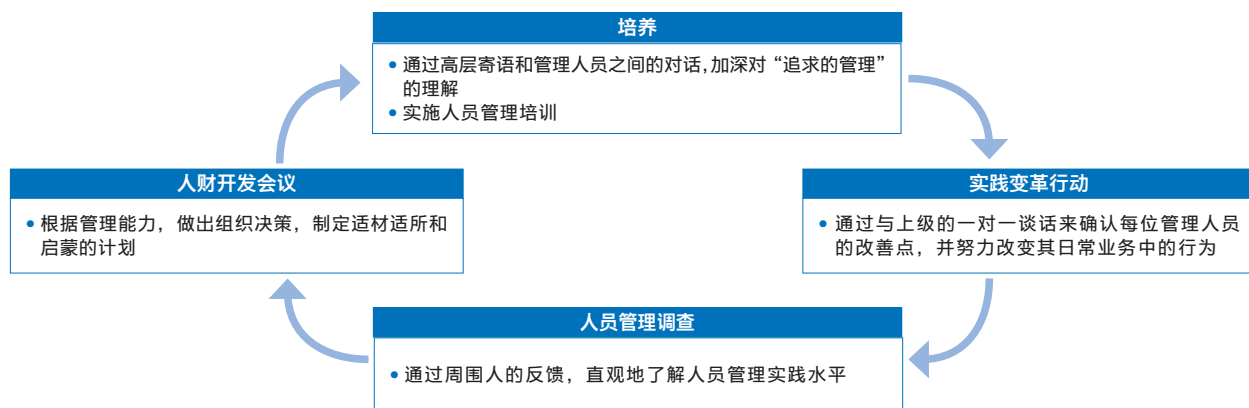 培养
• 通过高层寄语和管理人员之间的对话,加深对“追求的管理”
的理解
• 实施人员管理培训
人财开发会议
• 根据管理能力，做出组织决策，制定适材适所和
启蒙的计划
实践变革行动
• 通过与上级的一对一谈话来确认每位管理人员
的改善点，并努力改变其日常业务中的行为
人员管理调查
• 通过周围人的反馈，直观地了解人员管理实践水平